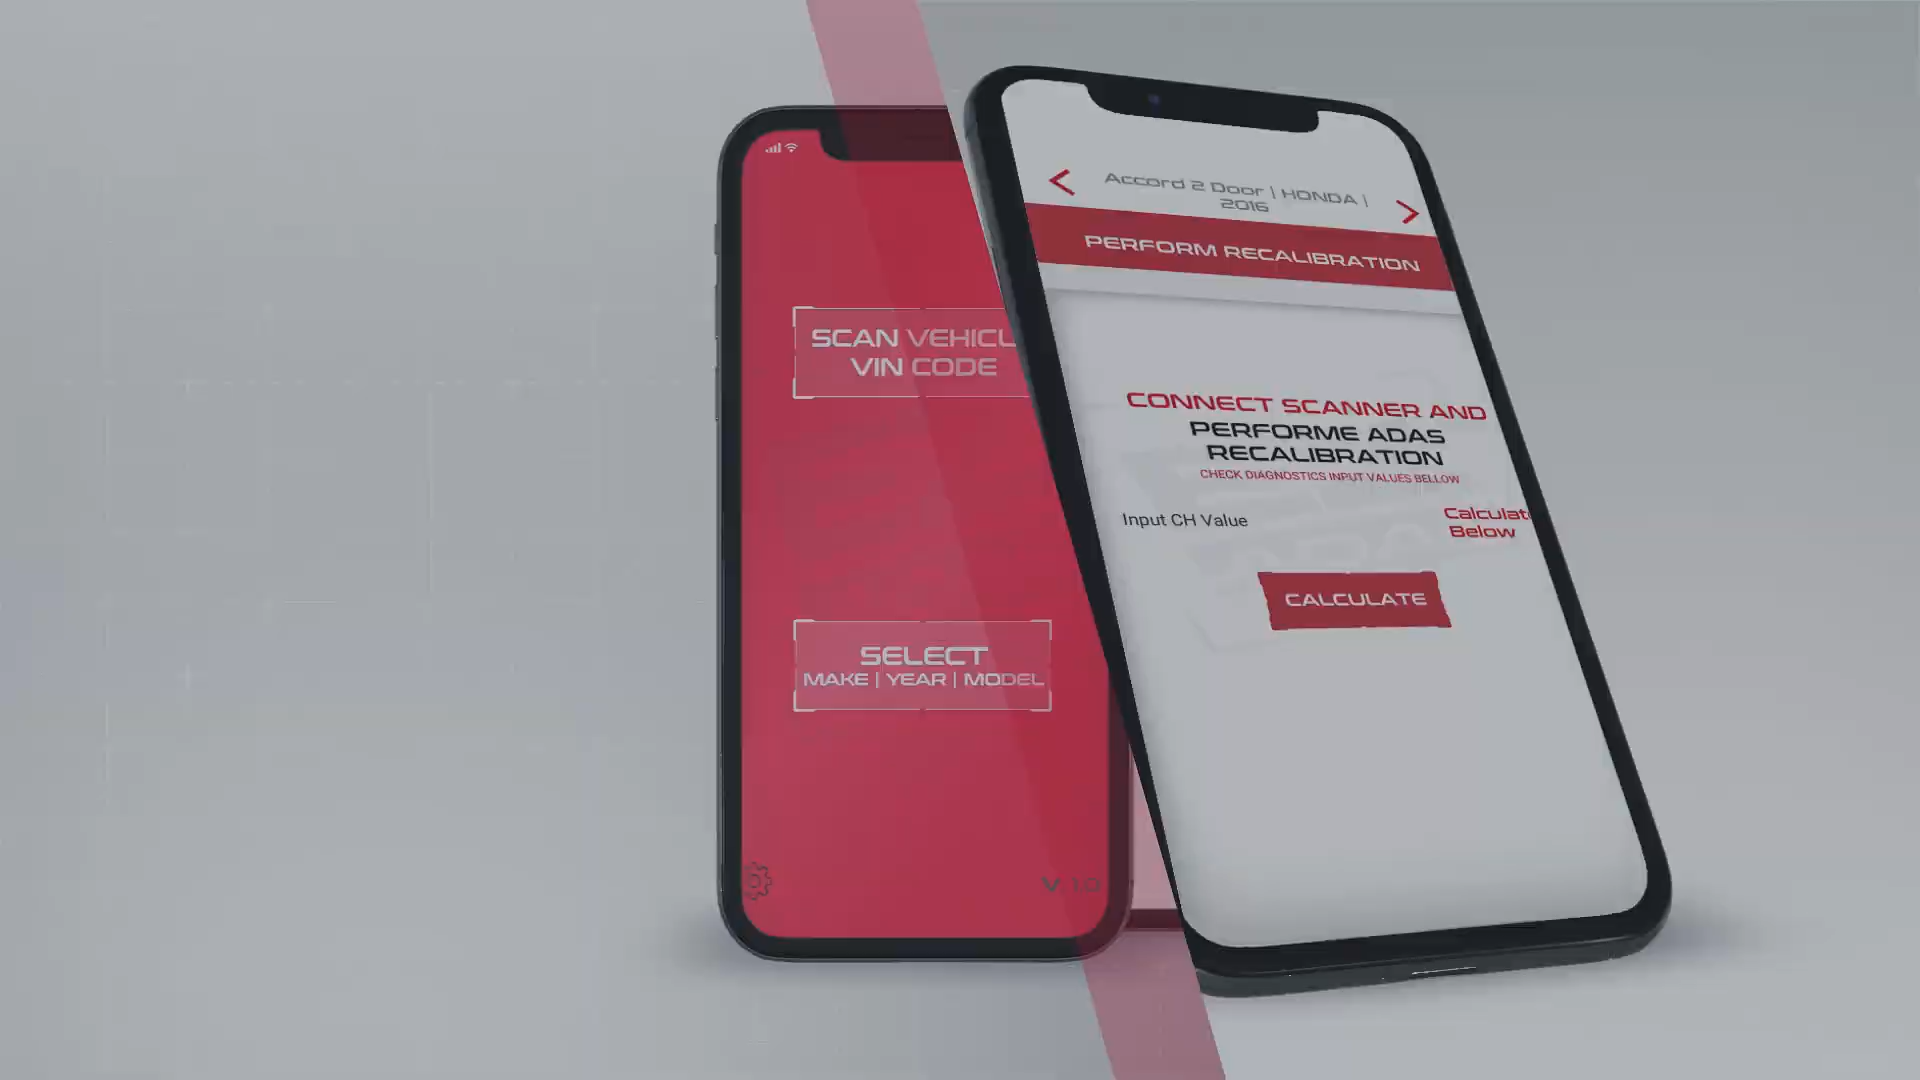 SCAN VEHICL
VIN CODE
SELECT
MAKE | YEAR | MODEL
V 1.0
Accord 2 Door | HONDA |
2016
PERFORM RECALIBRATION
CONNECT SCANNER AND
PERFORME ADAS
RECALIBRATION
CHECK DIAGNOSTICS INPUT VALUES BELLOW
Input CH Value
Calculat
Below
CALCULATE